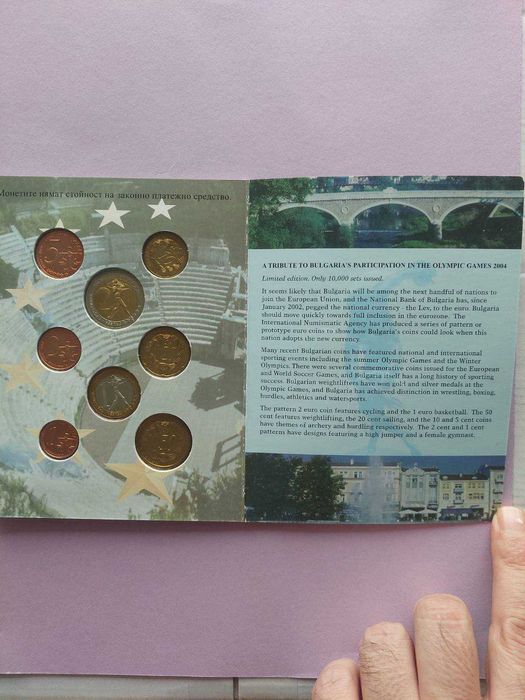 Монетите нямат стойност на законно платежно средство.
A TRIBUTE TO BULGARIA'S PARTICIPATION IN THE OLYMPIC GAMES 2004
Limited edition. Only 10,000 sets issued.
It seems likely that Bulgaria will be among the next handful of nations to
join the European Union, and the National Bank of Bulgaria has, since
January 2002, pegged the national currency - the Lev, to the euro. Bulgaria
should move quickly towards full inclusion in the eurozone. The
International Numismatic Agency has produced a series of pattern or
prototype euro coins to show how Bulgaria's coins could look when this
nation adopts the new currency.
Many recent Bulgarian coins have featured national and international
sporting events including the summer Olympic Games and the Winter
Olympics. There were several commemorative coins issued for the European
and World Soccer Games, and Bulgaria itself has a long history of sporting
success. Bulgarian weightlifters have won gold and silver medals at the
Olympic Games, and Bulgaria has achieved distinction in wrestling, boxing,
hurdles, athletics and watersports.
The pattern 2 euro coin features cycling and the 1 euro basketball. The 50
cent features weightlifting, the 20 cent sailing, and the 10 and 5 cent coins
have themes of archery and hurdling respectively. The 2 cent and 1 cent
patterns have designs featuring a high jumper and a female gymnast.